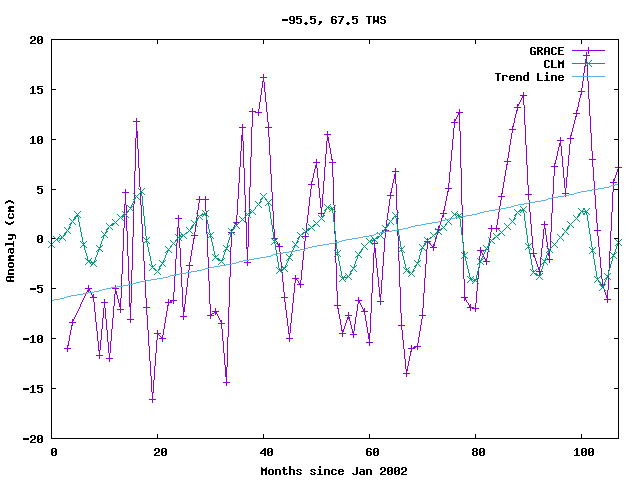 -95.5, 67.5 TWS
GRACE
CLM
Trend Line
20
15
10
5
0
-5
-10
-15
-20
Anomaly (cm)
0 20 40 60 80 100
Months since Jan 2002